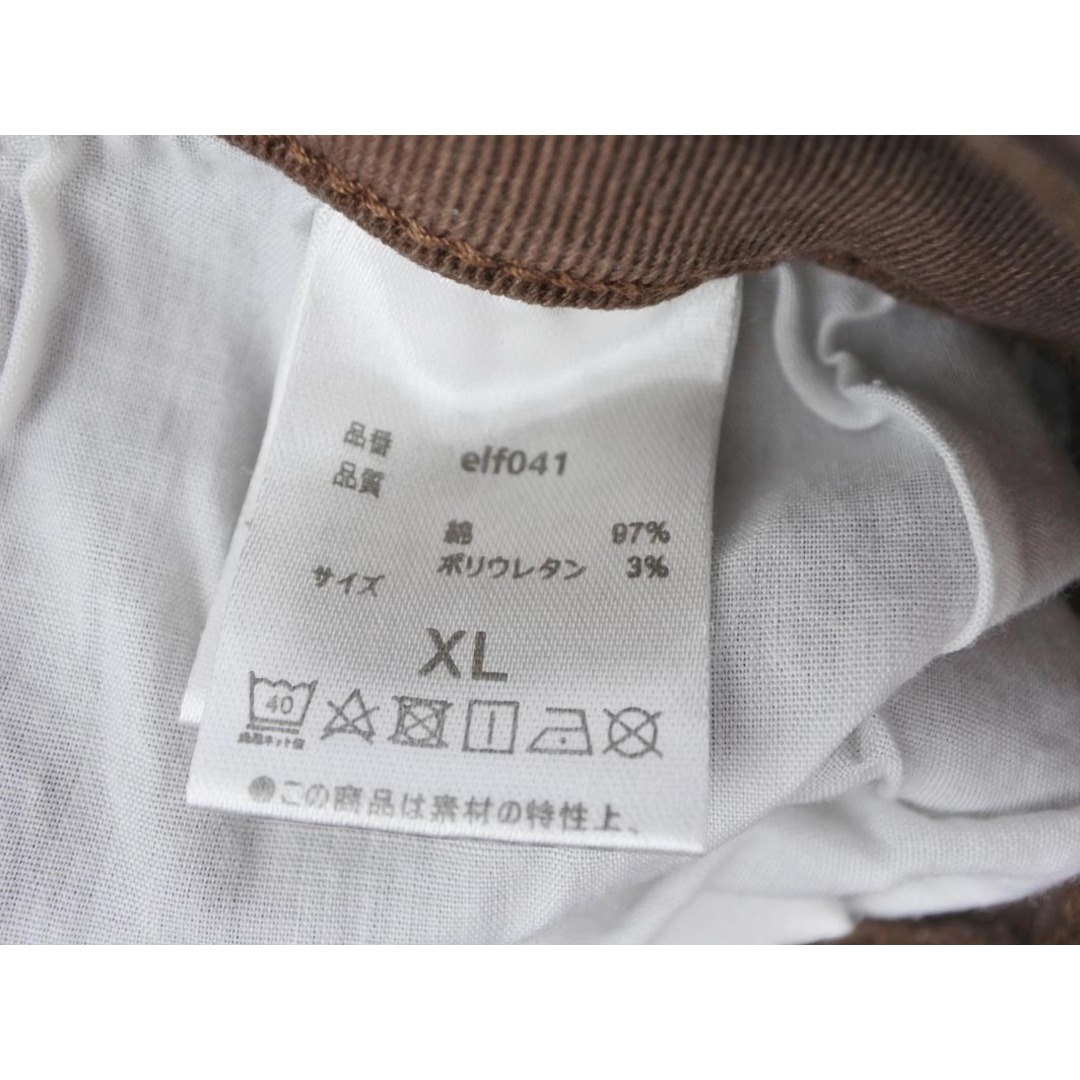 品番 elf041
品質
綿 97%
ポリウレタン 3%
サイズ
XL
40
●この商品は素材の特性上、